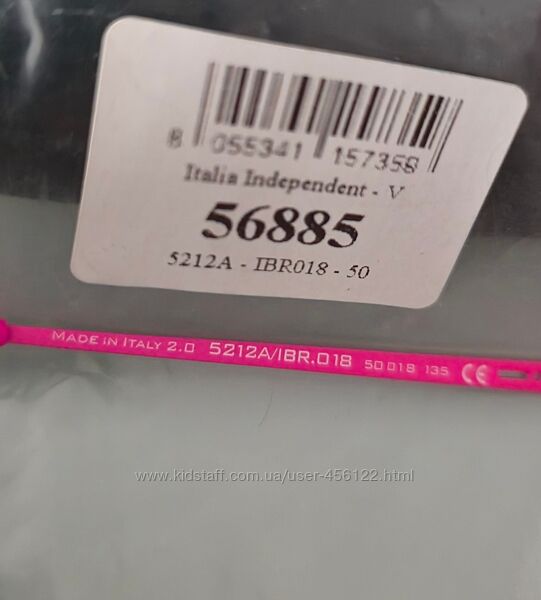 8 055341 157358
Italia Independent - V
56885
5212A - IBR018 - 50
MADE IN ITALY 2.0 5212A/IBR.018 50 018 135 CE
www.kidstaff.com.ua/user-456122.html